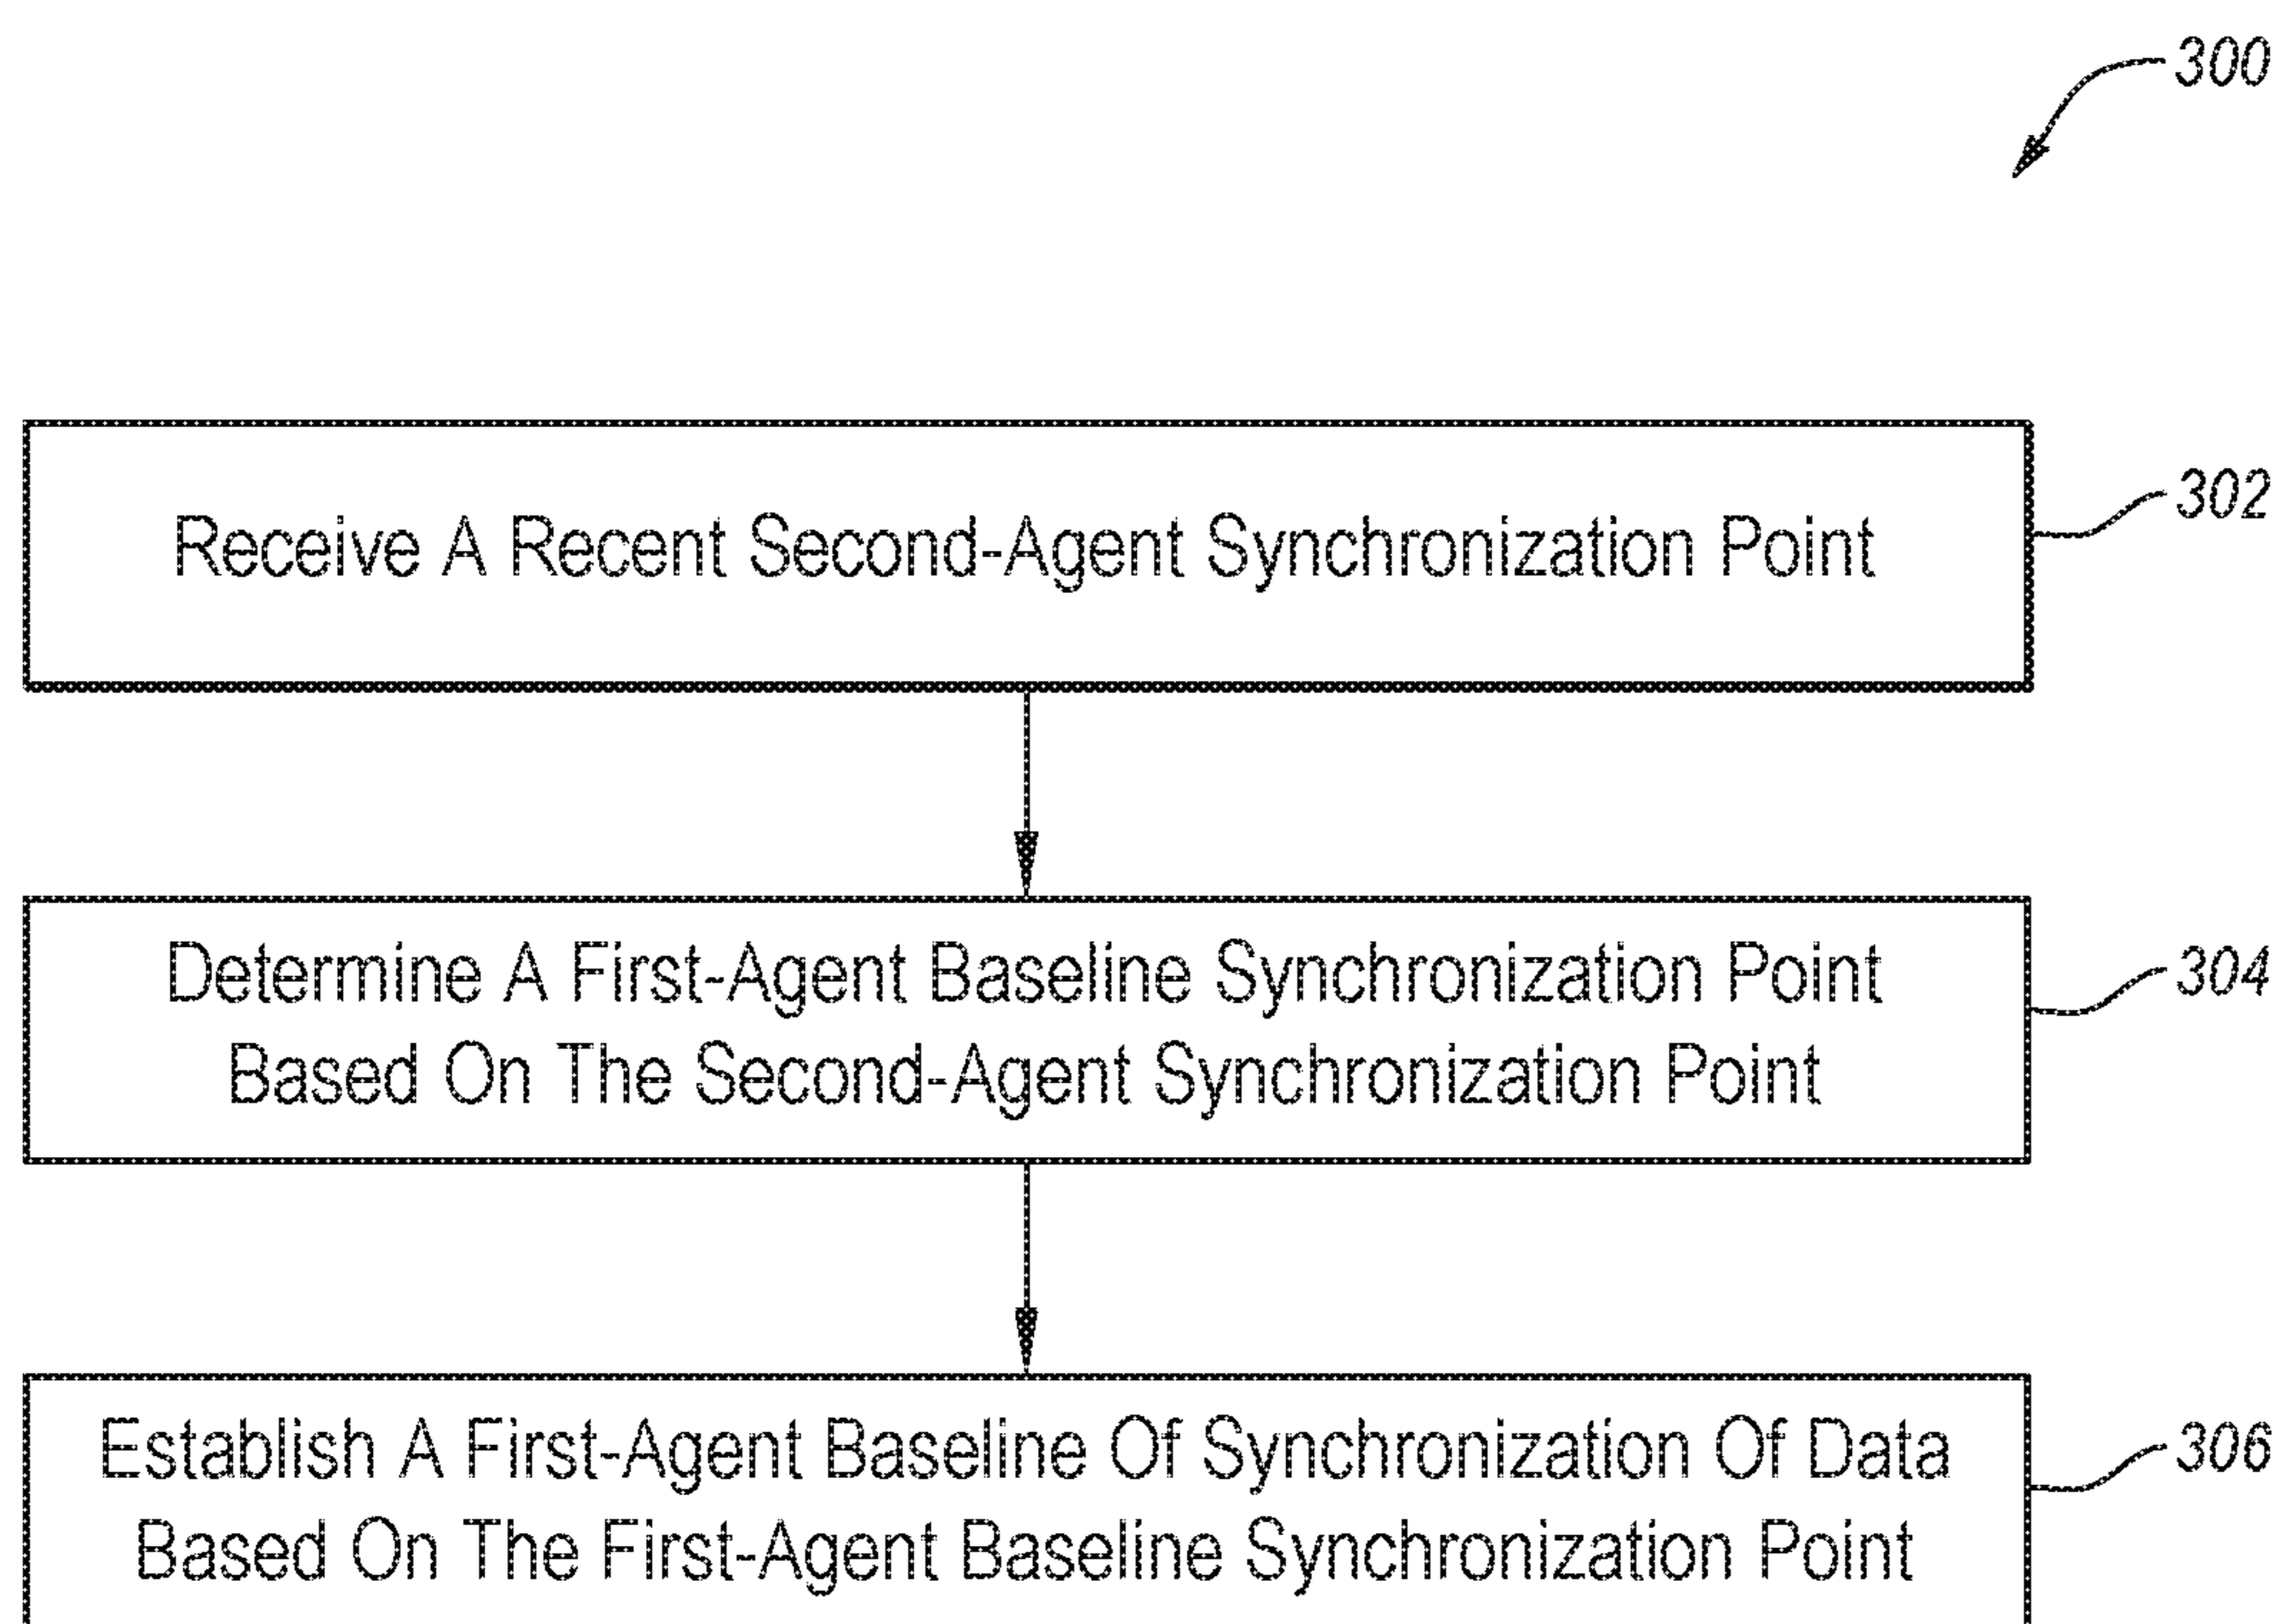 300
Receive A Recent Second-Agent Synchronization Point
302
Determine A First-Agent Baseline Synchronization Point
Based On The Second-Agent Synchronization Point
304
Establish A First-Agent Baseline Of Synchronization Of Data
Based On The First-Agent Baseline Synchronization Point
306